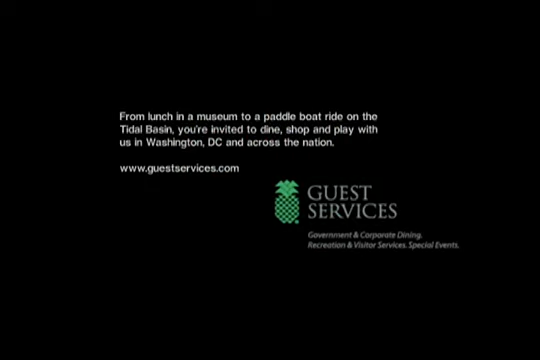 From lunch in a museum to a paddle boat ride on the
Tidal Basin, you're invited to dine, shop and play with
us in Washington, DC and across the nation.
www.guestservices.com
GUEST
SERVICES
Government & Corporate Dining.
Recreation & Visitor Services. Special Events.